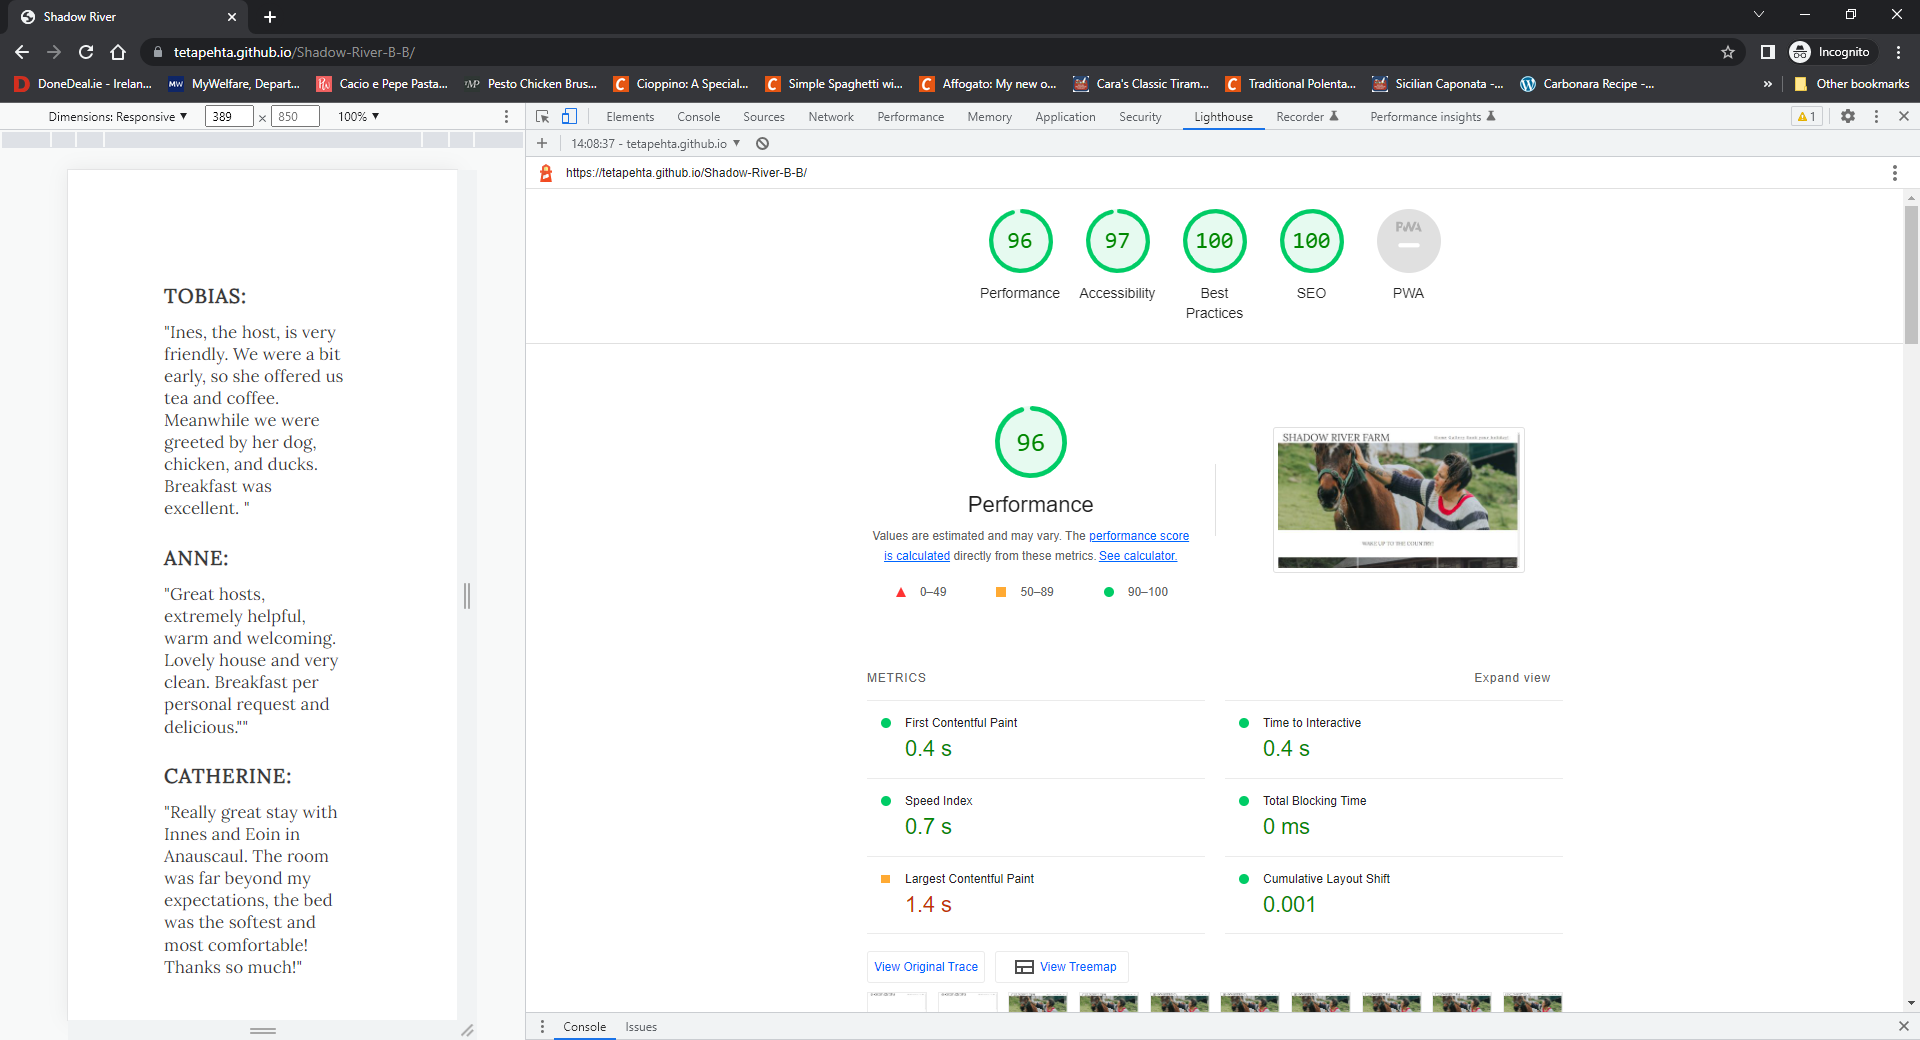 Shadow River
tetapehta.github.io/Shadow-River-B-B/
Incognito
DoneDeal.ie - Irelan...
MW
MyWelfare, Depart...
Cacio e Pepe Pasta...
Pesto Chicken Brus...
Cioppino: A Special...
Simple Spaghetti wi...
Affogato: My new o...
Cara's Classic Tiram...
Traditional Polenta...
Sicilian Caponata -...
Carbonara Recipe -...
»
Other bookmarks
Dimensions: Responsive ▼
389 × 850
100% ▼
Elements
Console
Sources
Network
Performance
Memory
Application
Security
Lighthouse
Recorder
Performance insights
1
14:08:37 - tetapehta.github.io ▼
https://tetapehta.github.io/Shadow-River-B-B/
TOBIAS:
"Ines, the host, is very
friendly. We were a bit
early, so she offered us
tea and coffee.
Meanwhile we were
greeted by her dog,
chicken, and ducks.
Breakfast was
excellent. "
ANNE:
"Great hosts,
extremely helpful,
warm and welcoming.
Lovely house and very
clean. Breakfast per
personal request and
delicious.""
CATHERINE:
"Really great stay with
Innes and Eoin in
Anauscaul. The room
was far beyond my
expectations, the bed
was the softest and
most comfortable!
Thanks so much!"
96
Performance
97
Accessibility
100
Best
Practices
100
SEO
PWA
PWA
96
Performance
Values are estimated and may vary. The performance score
is calculated directly from these metrics. See calculator.
0–49
50–89
90–100
SHADOW RIVER FARM
WAKE UP TO THE COUNTRY!
METRICS
Expand view
First Contentful Paint
0.4 s
Time to Interactive
0.4 s
Speed Index
0.7 s
Total Blocking Time
0 ms
Largest Contentful Paint
1.4 s
Cumulative Layout Shift
0.001
View Original Trace
View Treemap
Console
Issues